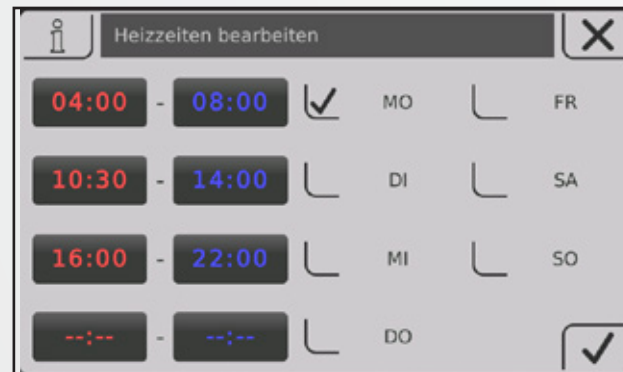 i Heizzeiten bearbeiten
04:00 - 08:00 MO FR
10:30 - 14:00 DI SA
16:00 - 22:00 MI SO
--:-- - --:-- DO